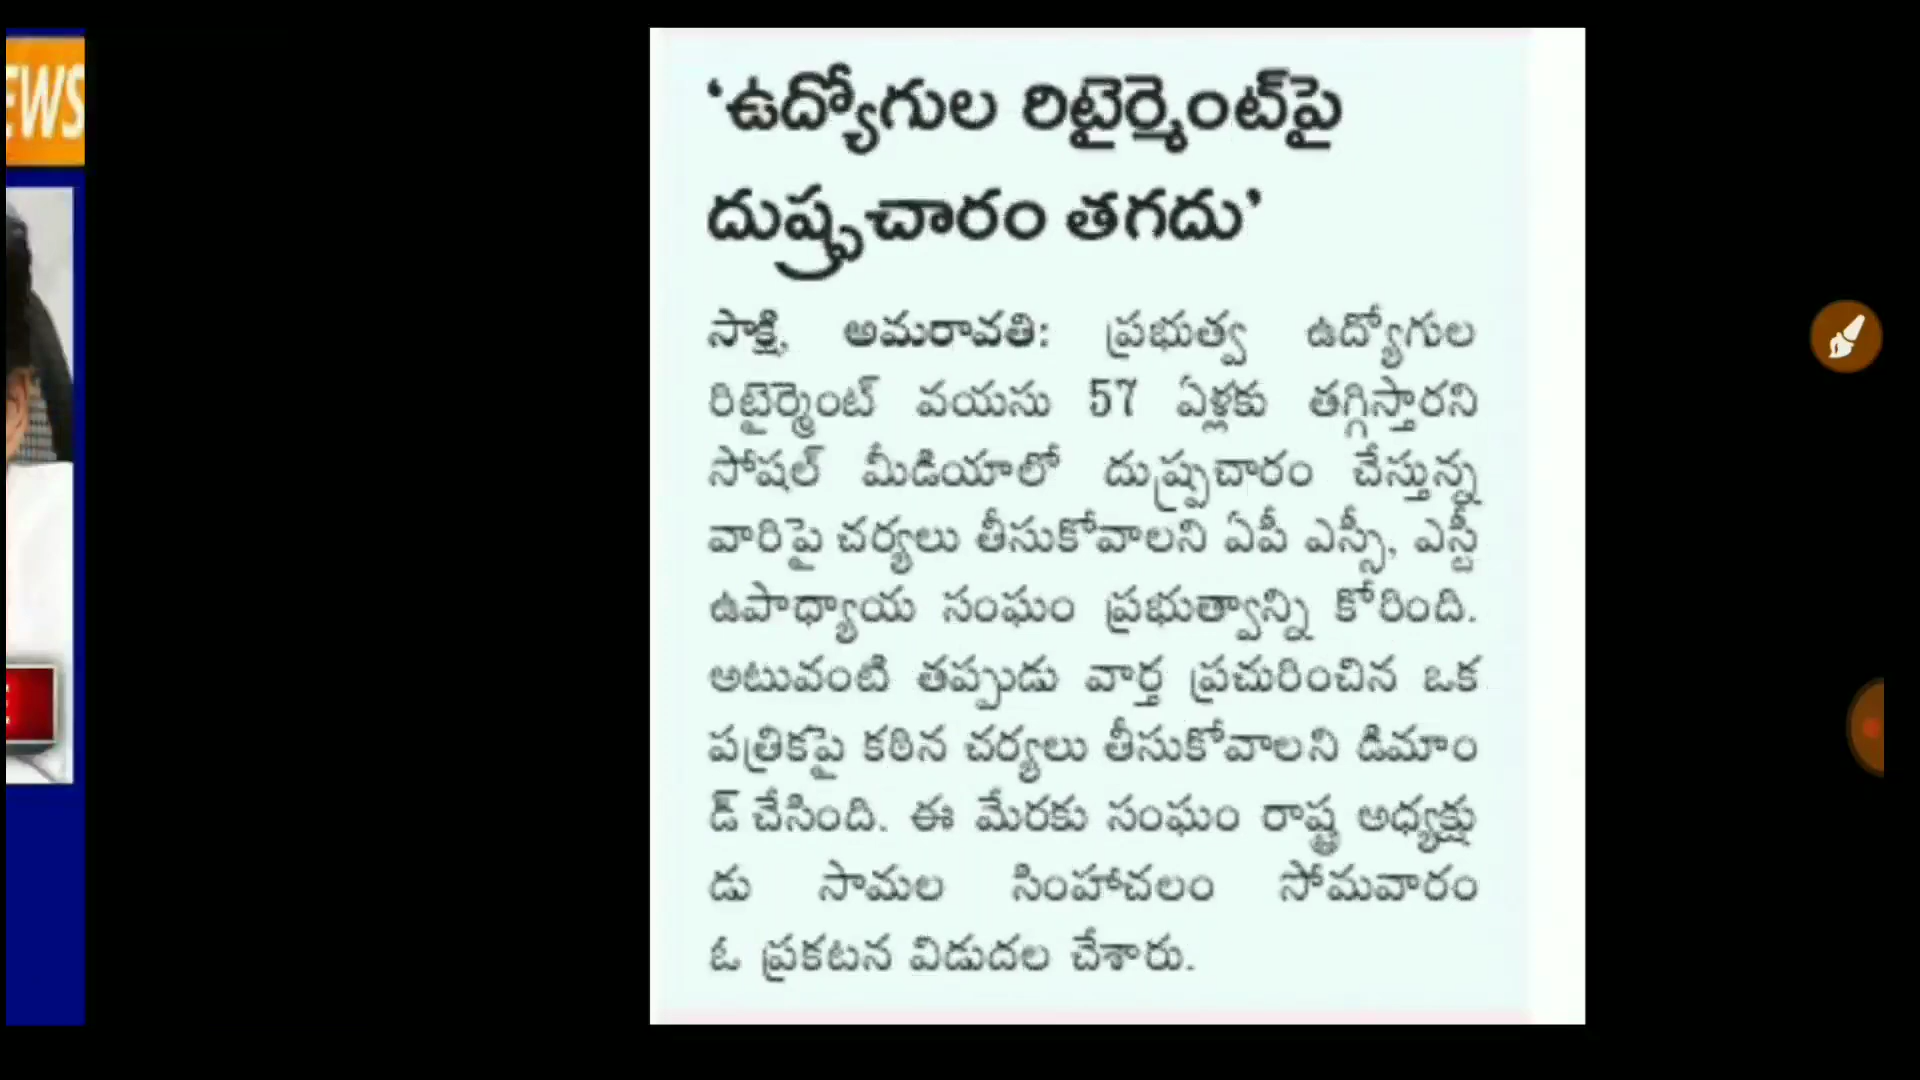 EWS
‘ఉద్యోగుల రిటైర్మెంట్‌పై
దుష్ప్రచారం తగదు’
సాక్షి, అమరావతి: ప్రభుత్వ ఉద్యోగుల
రిటైర్మెంట్ వయసు 57 ఏళ్లకు తగ్గిస్తారని
సోషల్ మీడియాలో దుష్ప్రచారం చేస్తున్న
వారిపై చర్యలు తీసుకోవాలని ఏపీ ఎస్సీ, ఎస్టీ
ఉపాధ్యాయ సంఘం ప్రభుత్వాన్ని కోరింది.
అటువంటి తప్పుడు వార్త ప్రచురించిన ఒక
పత్రికపై కఠిన చర్యలు తీసుకోవాలని డిమాం
డ్ చేసింది. ఈ మేరకు సంఘం రాష్ట్ర అధ్యక్షు
డు సామల సింహాచలం సోమవారం
ఓ ప్రకటన విడుదల చేశారు.